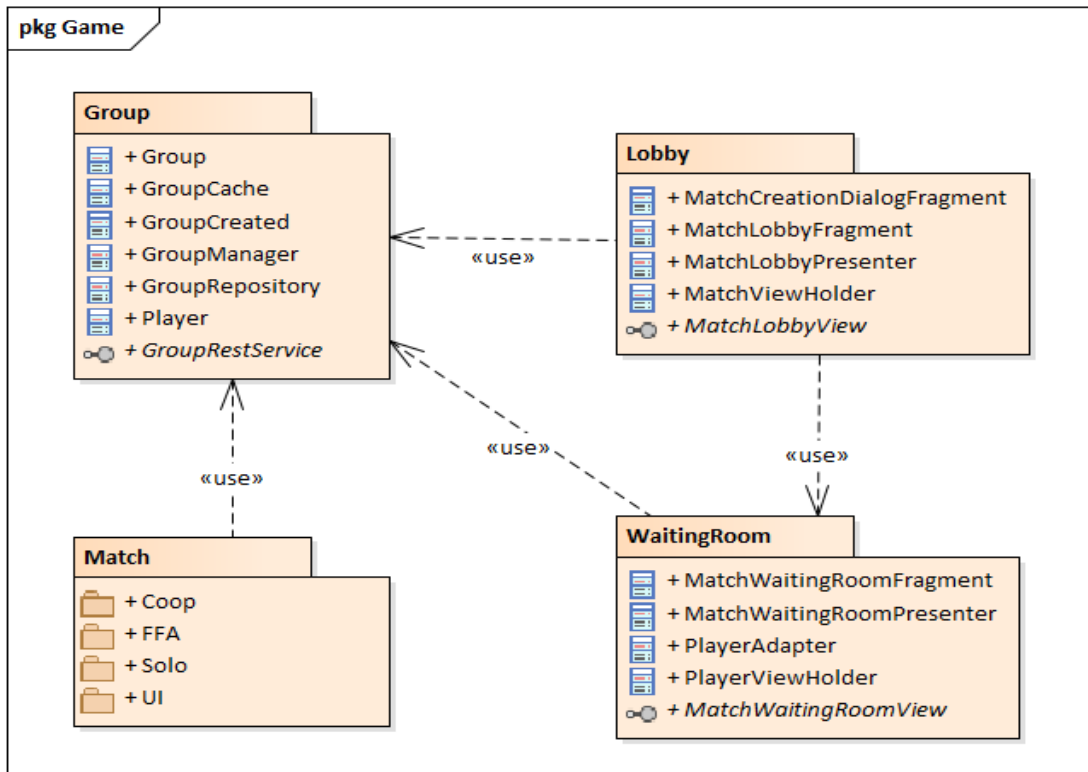 pkg Game
Group
+ Group
+ GroupCache
+ GroupCreated
+ GroupManager
+ GroupRepository
+ Player
+ GroupRestService
Lobby
+ MatchCreationDialogFragment
+ MatchLobbyFragment
+ MatchLobbyPresenter
+ MatchViewHolder
+ MatchLobbyView
«use»
«use»
«use»
«use»
Match
+ Coop
+ FFA
+ Solo
+ UI
WaitingRoom
+ MatchWaitingRoomFragment
+ MatchWaitingRoomPresenter
+ PlayerAdapter
+ PlayerViewHolder
+ MatchWaitingRoomView